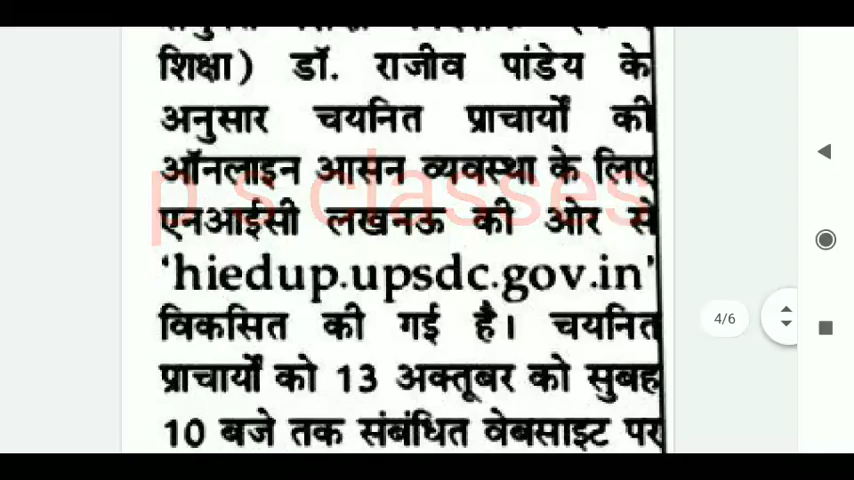 शिक्षा) डॉ. राजीव पांडेय के
अनुसार चयनित प्राचार्यों की
ऑनलाइन आसन व्यवस्था के लिए
p s classes
एनआईसी लखनऊ की ओर से
'hiedup.upsdc.gov.in'
विकसित की गई है। चयनित
प्राचार्यों को 13 अक्तूबर को सुबह
10 बजे तक संबंधित वेबसाइट पर
4/6